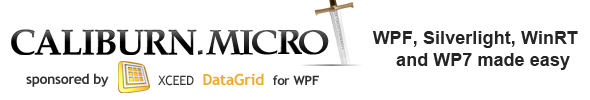 CALIBURN.MICRO
sponsored by XCEED DataGrid for WPF
WPF, Silverlight, WinRT
and WP7 made easy